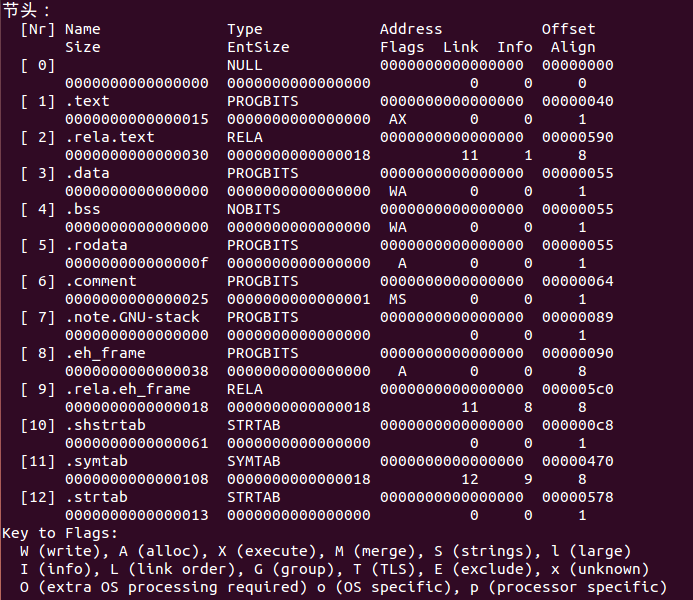 节头：
  [Nr] Name              Type             Address           Offset
       Size              EntSize          Flags  Link  Info  Align
  [ 0]                   NULL             0000000000000000  00000000
       0000000000000000  0000000000000000           0     0     0
  [ 1] .text             PROGBITS         0000000000000000  00000040
       0000000000000015  0000000000000000  AX       0     0     1
  [ 2] .rela.text        RELA             0000000000000000  00000590
       0000000000000030  0000000000000018          11     1     8
  [ 3] .data             PROGBITS         0000000000000000  00000055
       0000000000000000  0000000000000000  WA       0     0     1
  [ 4] .bss              NOBITS           0000000000000000  00000055
       0000000000000000  0000000000000000  WA       0     0     1
  [ 5] .rodata           PROGBITS         0000000000000000  00000055
       000000000000000f  0000000000000000   A       0     0     1
  [ 6] .comment          PROGBITS         0000000000000000  00000064
       0000000000000025  0000000000000001  MS       0     0     1
  [ 7] .note.GNU-stack   PROGBITS         0000000000000000  00000089
       0000000000000000  0000000000000000           0     0     1
  [ 8] .eh_frame         PROGBITS         0000000000000000  00000090
       0000000000000038  0000000000000000   A       0     0     8
  [ 9] .rela.eh_frame    RELA             0000000000000000  000005c0
       0000000000000018  0000000000000018          11     8     8
  [10] .shstrtab         STRTAB           0000000000000000  000000c8
       0000000000000061  0000000000000000           0     0     1
  [11] .symtab           SYMTAB           0000000000000000  00000470
       0000000000000108  0000000000000018          12     9     8
  [12] .strtab           STRTAB           0000000000000000  00000578
       0000000000000013  0000000000000000           0     0     1
Key to Flags:
  W (write), A (alloc), X (execute), M (merge), S (strings), l (large)
  I (info), L (link order), G (group), T (TLS), E (exclude), x (unknown)
  O (extra OS processing required) o (OS specific), p (processor specific)